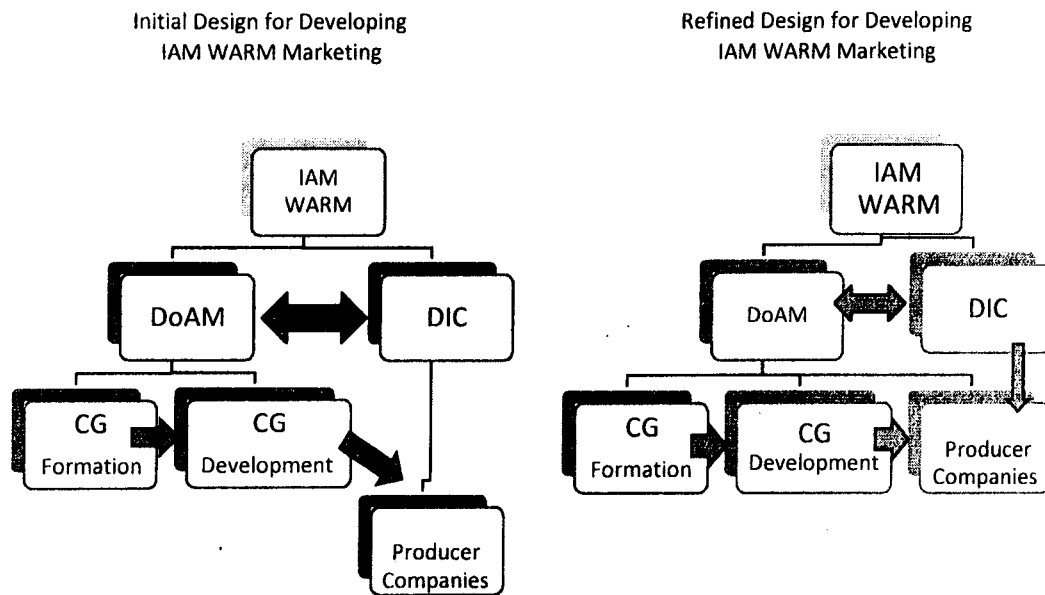 Initial Design for Developing
IAM WARM Marketing
IAM
WARM
DoAM
DIC
CG
Formation
CG
Development
Producer
Companies
Refined Design for Developing
IAM WARM Marketing
IAM
WARM
DoAM
DIC
CG
Formation
CG
Development
Producer
Companies